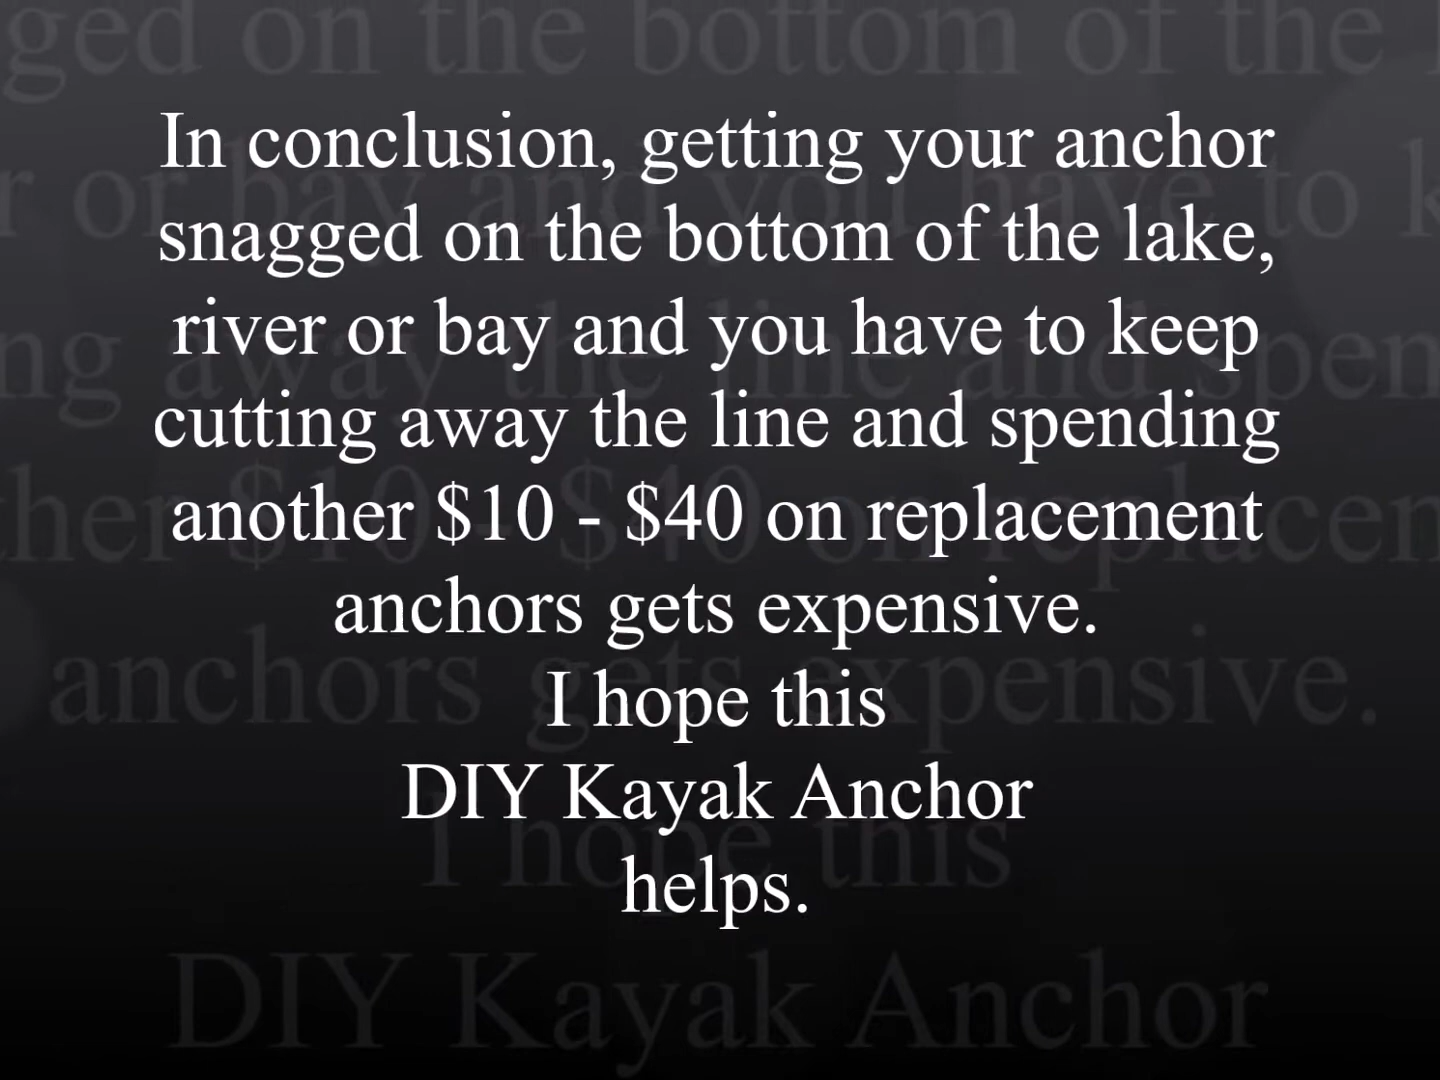 In conclusion, getting your anchor
snagged on the bottom of the lake,
river or bay and you have to keep
cutting away the line and spending
another $10 - $40 on replacement
anchors gets expensive.
I hope this
DIY Kayak Anchor
helps.